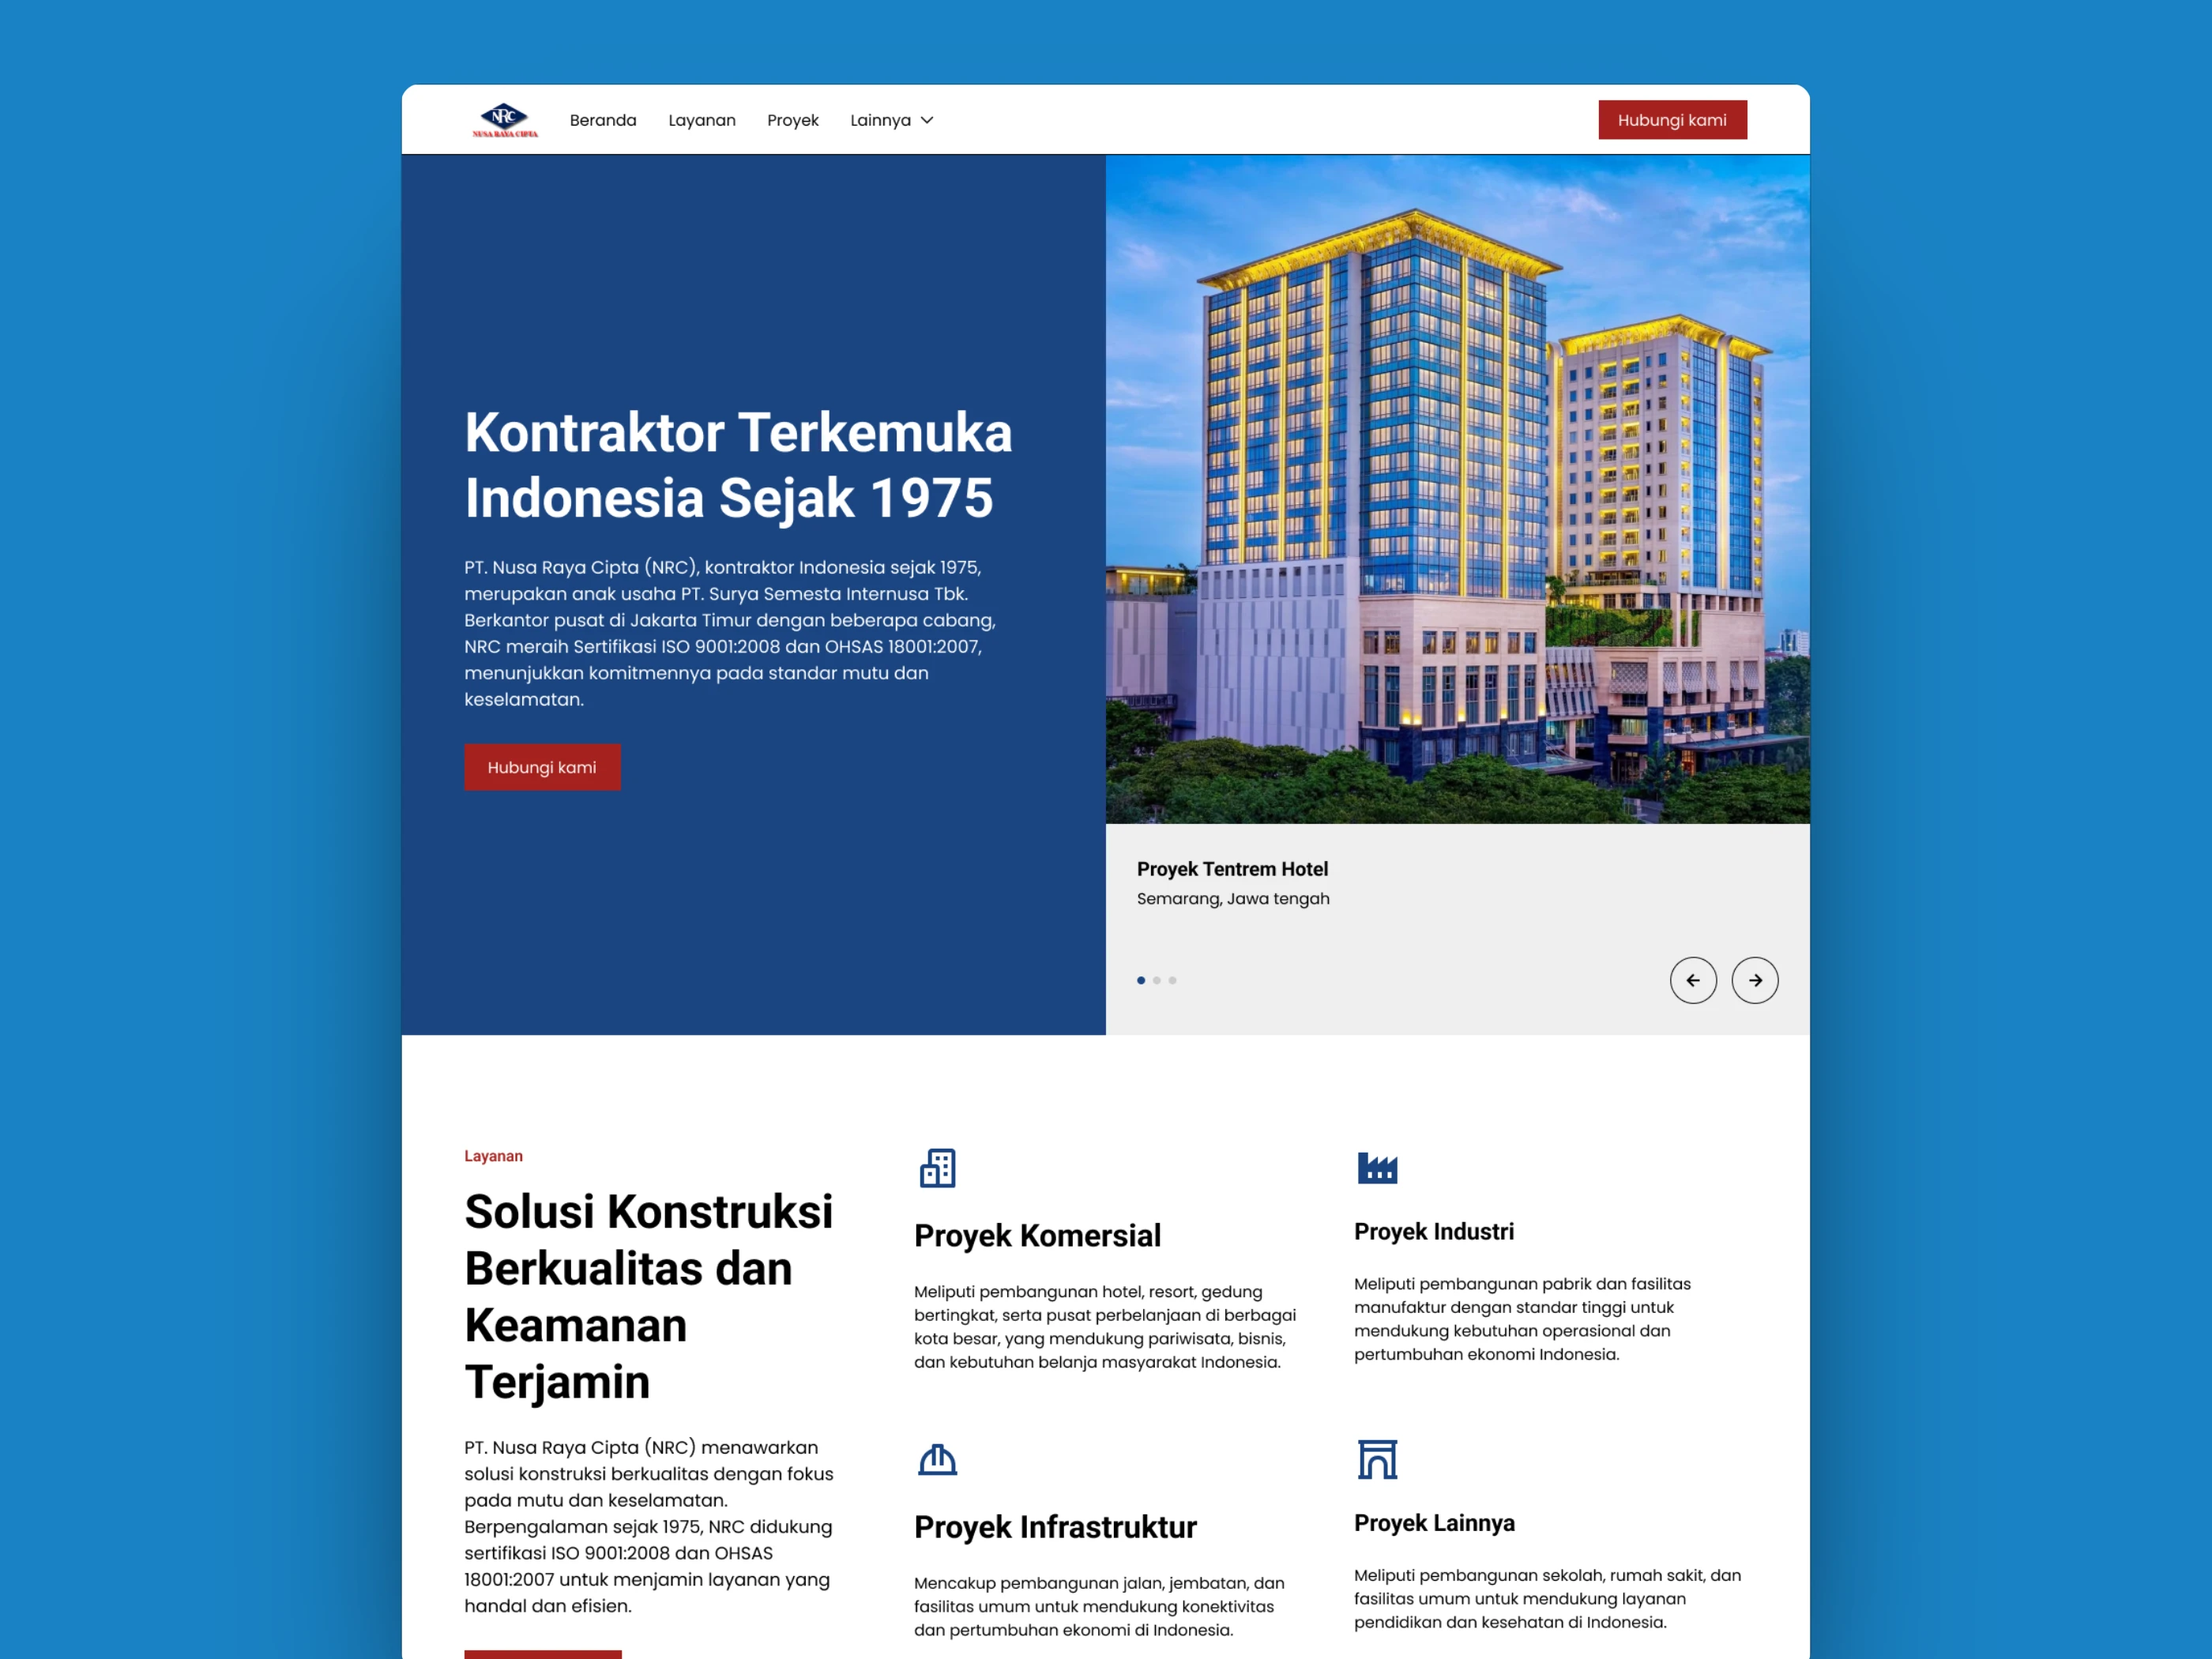 NRC
NUSA RAYA CIPTA
Beranda
Layanan
Proyek
Lainnya
Hubungi kami
Kontraktor Terkemuka
Indonesia Sejak 1975
PT. Nusa Raya Cipta (NRC), kontraktor Indonesia sejak 1975,
merupakan anak usaha PT. Surya Semesta Internusa Tbk.
Berkantor pusat di Jakarta Timur dengan beberapa cabang,
NRC meraih Sertifikasi ISO 9001:2008 dan OHSAS 18001:2007,
menunjukkan komitmennya pada standar mutu dan
keselamatan.
Hubungi kami
Proyek Tentrem Hotel
Semarang, Jawa tengah
Layanan
Solusi Konstruksi
Berkualitas dan
Keamanan
Terjamin
PT. Nusa Raya Cipta (NRC) menawarkan
solusi konstruksi berkualitas dengan fokus
pada mutu dan keselamatan.
Berpengalaman sejak 1975, NRC didukung
sertifikasi ISO 9001:2008 dan OHSAS
18001:2007 untuk menjamin layanan yang
handal dan efisien.
Proyek Komersial
Meliputi pembangunan hotel, resort, gedung
bertingkat, serta pusat perbelanjaan di berbagai
kota besar, yang mendukung pariwisata, bisnis,
dan kebutuhan belanja masyarakat Indonesia.
Proyek Industri
Meliputi pembangunan pabrik dan fasilitas
manufaktur dengan standar tinggi untuk
mendukung kebutuhan operasional dan
pertumbuhan ekonomi Indonesia.
Proyek Infrastruktur
Mencakup pembangunan jalan, jembatan, dan
fasilitas umum untuk mendukung konektivitas
dan pertumbuhan ekonomi di Indonesia.
Proyek Lainnya
Meliputi pembangunan sekolah, rumah sakit, dan
fasilitas umum untuk mendukung layanan
pendidikan dan kesehatan di Indonesia.